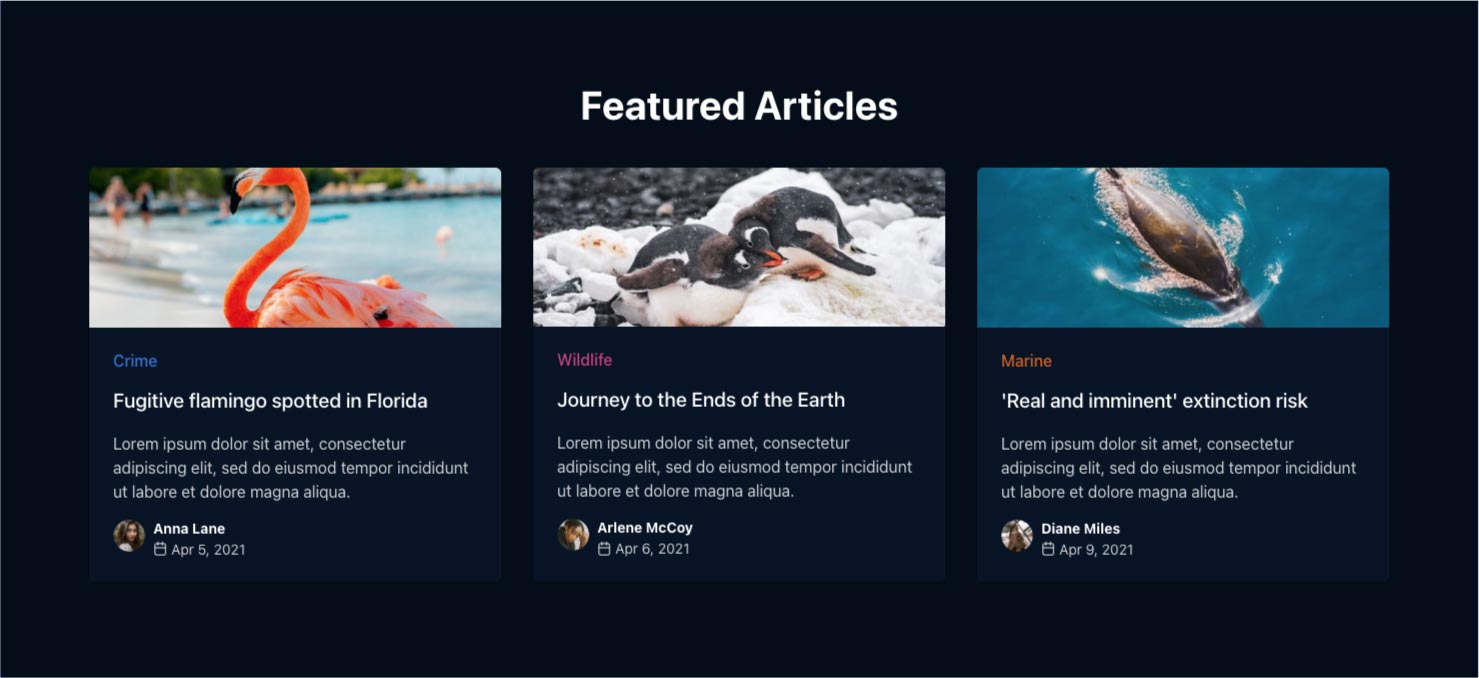 Featured Articles
Crime
Fugitive flamingo spotted in Florida
Lorem ipsum dolor sit amet, consectetur
adipiscing elit, sed do eiusmod tempor incididunt
ut labore et dolore magna aliqua.
Anna Lane
Apr 5, 2021
Wildlife
Journey to the Ends of the Earth
Lorem ipsum dolor sit amet, consectetur
adipiscing elit, sed do eiusmod tempor incididunt
ut labore et dolore magna aliqua.
Arlene McCoy
Apr 6, 2021
Marine
'Real and imminent' extinction risk
Lorem ipsum dolor sit amet, consectetur
adipiscing elit, sed do eiusmod tempor incididunt
ut labore et dolore magna aliqua.
Diane Miles
Apr 9, 2021